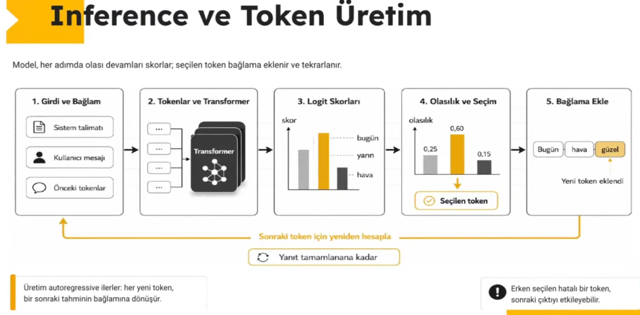 Inference ve Token Üretim
Model, her adımda olası devamları skorlar; seçilen token bağlama eklenir ve tekrarlanır.
1. Girdi ve Bağlam
Sistem talimatı
Kullanıcı mesajı
Önceki tokenlar
2. Tokenlar ve Transformer
...
...
...
...
Transformer
3. Logit Skorları
skor
bugün
yarın
hava
4. Olasılık ve Seçim
olasılık
0,25
0,60
0,15
Seçilen token
5. Bağlama Ekle
Bugün
hava
güzel
Yeni token eklendi
Sonraki token için yeniden hesapla
Yanıt tamamlanana kadar
Üretim autoregressive ilerler: her yeni token,
bir sonraki tahminin bağlamına dönüşür.
Erken seçilen hatalı bir token,
sonraki çıktıyı etkileyebilir.